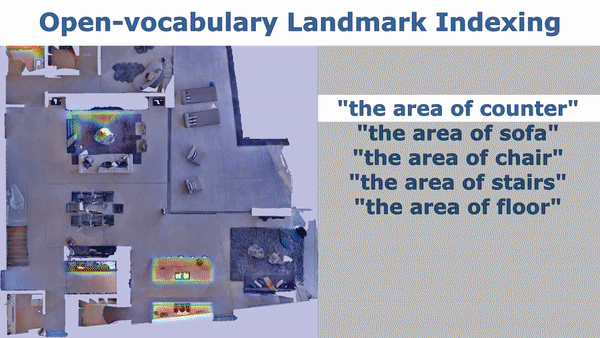 Open-vocabulary Landmark Indexing
"the area of counter"
"the area of sofa"
"the area of chair"
"the area of stairs"
"the area of floor"